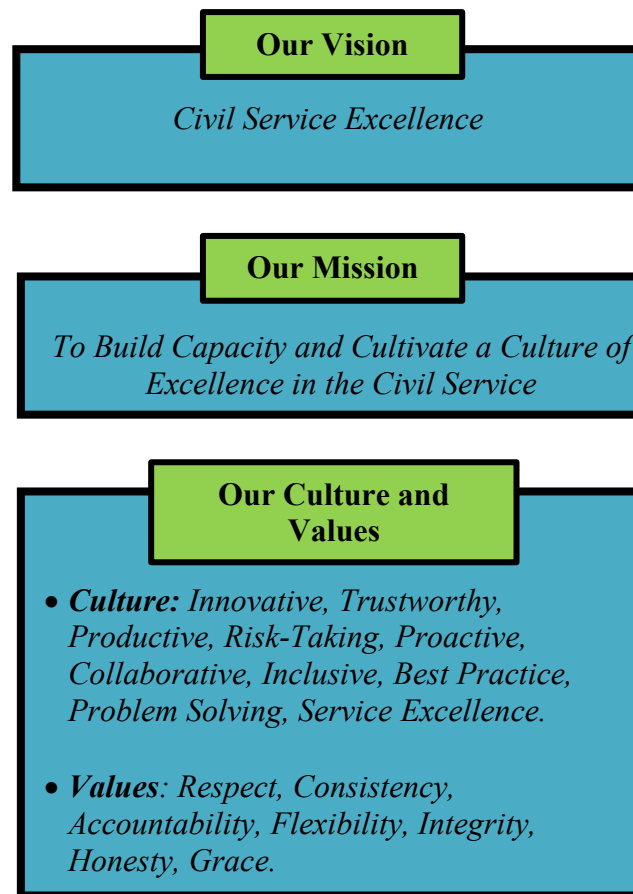 Our Vision
Civil Service Excellence
Our Mission
To Build Capacity and Cultivate a Culture of
Excellence in the Civil Service
Our Culture and
Values
• Culture: Innovative, Trustworthy,
Productive, Risk-Taking, Proactive,
Collaborative, Inclusive, Best Practice,
Problem Solving, Service Excellence.
• Values: Respect, Consistency,
Accountability, Flexibility, Integrity,
Honesty, Grace.